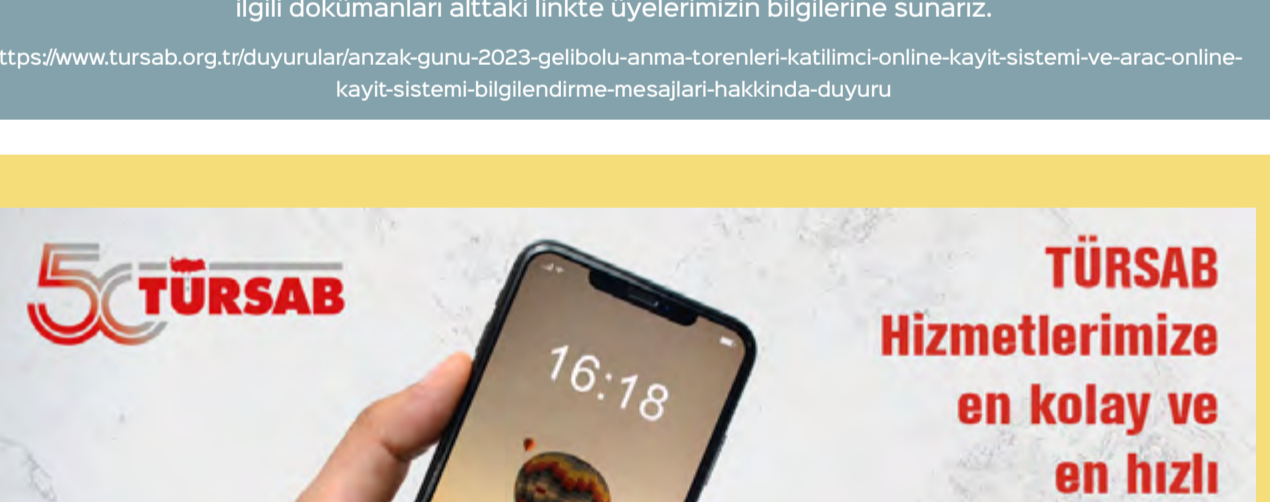 ilgili dokümanları alttaki linkte üyelerimizin bilgilerine sunarız.
ttps://www.tursab.org.tr/duyurular/anzak-gunu-2023-gelibolu-anma-torenleri-katilimci-online-kayit-sistemi-ve-arac-online-
kayit-sistemi-bilgilendirme-mesajlari-hakkinda-duyuru
50 TÜRSAB
16:18
TÜRSAB
Hizmetlerimize
en kolay ve
en hızlı